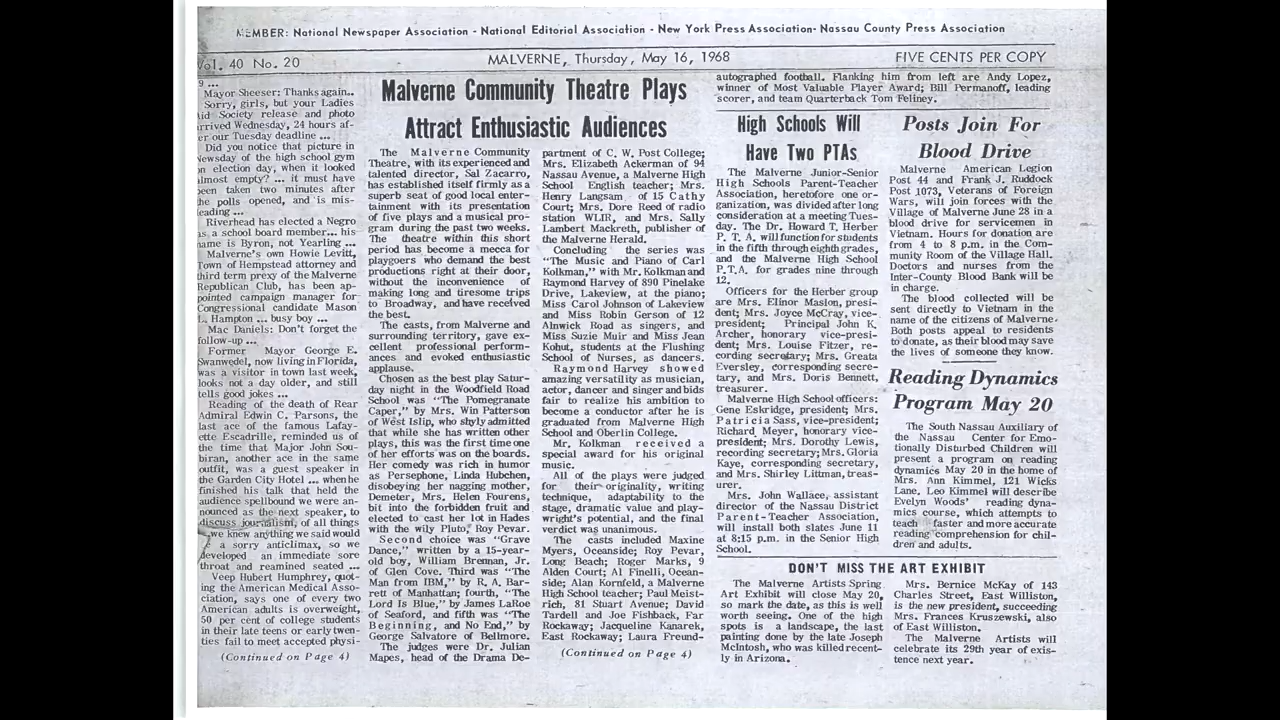 MEMBER: National Newspaper Association - National Editorial Association - New York Press Association- Nassau County Press Association
Vol. 40 No. 20
MALVERNE, Thursday, May 16, 1968
FIVE CENTS PER COPY
9 ...
Mayor Sheeser: Thanks again..
Sorry, girls, but your Ladies
Aid Society release and photo
arrived Wednesday, 24 hours af-
ter our Tuesday deadline ...
Did you notice that picture in
Newsday of the high school gym
on election day, when it looked
almost empty? ... it must have
been taken two minutes after
the polls opened, and is mis-
leading ...
Riverhead has elected a Negro
as a school board member... his
name is Byron, not Yearling ...
Malverne's own Howie Levitt,
Town of Hempstead attorney and
third term prexy of the Malverne
Republican Club, has been ap-
pointed campaign manager for
Congressional candidate Mason
L. Hampton ... busy boy ...
Mac Daniels: Don't forget the
follow-up ...
Former Mayor George E.
Swanwedel, now living in Florida,
was a visitor in town last week,
looks not a day older, and still
tells good jokes ...
Reading of the death of Rear
Admiral Edwin C. Parsons, the
last ace of the famous Lafay-
ette Escadrille, reminded us of
the time that Major John Sou-
biran, another ace in the same
outfit, was a guest speaker in
the Garden City Hotel ... when he
finished his talk that held the
audience spellbound we were an-
nounced as the next speaker, to
discuss journalism, of all things
we knew anything we said would
a sorry anticlimax, so we
developed an immediate sore
throat and reamined seated ...
Veep Hubert Humphrey, quot-
ing the American Medical Asso-
ciation, says one of every two
American adults is overweight,
50 per cent of college students
in their late teens or early twen-
ties fail to meet accepted physi-
(Continued on Page 4)
Malverne Community Theatre Plays
Attract Enthusiastic Audiences
The Malverne Community
Theatre, with its experienced and
talented director, Sal Zacarro,
has established itself firmly as a
superb seat of good local enter-
tainment with its presentation
of five plays and a musical pro-
gram during the past two weeks.
The theatre within this short
period has become a mecca for
playgoers who demand the best
productions right at their door,
without the inconvenience of
making long and tiresome trips
to Broadway, and have received
the best.
The casts, from Malverne and
surrounding territory, gave ex-
cellent professional perform-
ances and evoked enthusiastic
applause.
Chosen as the best play Satur-
day night in the Woodfield Road
School was "The Pomegranate
Caper," by Mrs. Win Patterson
of West Islip, who shyly admitted
that while she has written other
plays, this was the first time one
of her efforts was on the boards.
Her comedy was rich in humor
as Persephone, Linda Hubchen,
disobeying her nagging mother,
Demeter, Mrs. Helen Fourens,
bit into the forbidden fruit and
elected to cast her lot in Hades
with the wily Pluto, Roy Pevar.
Second choice was "Grave
Dance," written by a 15-year-
old boy, William Brennan, Jr.
of Glen Cove. Third was "The
Man from IBM," by R. A. Bar-
rett of Manhattan; fourth, "The
Lord Is Blue," by James LaRoe
of Seaford, and fifth was "The
Beginning, and No End," by
George Salvatore of Bellmore.
The judges were Dr. Julian
Mapes, head of the Drama De-
partment of C. W. Post College;
Mrs. Elizabeth Ackerman of 94
Nassau Avenue, a Malverne High
School English teacher; Mrs.
Henry Langsam of 15 Cathy
Court; Mrs. Dore Reed of radio
station WLIR, and Mrs. Sally
Lambert Mackreth, publisher of
the Malverne Herald.
Concluding the series was
"The Music and Piano of Carl
Kolkman," with Mr. Kolkman and
Raymond Harvey of 890 Pinelake
Drive, Lakeview, at the piano;
Miss Carol Johnson of Lakeview
and Miss Robin Gerson of 12
Alnwick Road as singers, and
Miss Suzie Muir and Miss Jean
Kohut, students at the Flushing
School of Nurses, as dancers.
Raymond Harvey showed
amazing versatility as musician,
actor, dancer and singer and bids
fair to realize his ambition to
become a conductor after he is
graduated from Malverne High
School and Oberlin College.
Mr. Kolkman received a
special award for his original
music.
All of the plays were judged
for their originality, writing
technique, adaptability to the
stage, dramatic value and play-
wright's potential, and the final
verdict was unanimous.
The casts included Maxine
Myers, Oceanside; Roy Pevar,
Long Beach; Roger Marks, 9
Alden Court; Al Finelli, Ocean-
side; Alan Kornfeld, a Malverne
High School teacher; Paul Meist-
rich, 81 Stuart Avenue; David
Tardell and Joe Fishback, Far
Rockaway; Jacqueline Kanarek,
East Rockaway; Laura Freund-
(Continued on Page 4)
autographed football. Flanking him from left are Andy Lopez,
winner of Most Valuable Player Award; Bill Permanoff, leading
scorer, and team Quarterback Tom Feliney.
High Schools Will
Have Two PTAs
The Malverne Junior-Senior
High Schools Parent-Teacher
Association, heretofore one or-
ganization, was divided after long
consideration at a meeting Tues-
day. The Dr. Howard T. Herber
P. T. A. will function for students
in the fifth through eighth grades,
and the Malverne High School
P.T.A. for grades nine through
12.
Officers for the Herber group
are Mrs. Elinor Maslon, presi-
dent; Mrs. Joyce McCray, vice-
president; Principal John K.
Archer, honorary vice-presi-
dent; Mrs. Louise Fitzer, re-
cording secretary; Mrs. Greata
Eversley, corresponding secre-
tary, and Mrs. Doris Bennett,
treasurer.
Malverne High School officers:
Gene Eskridge, president; Mrs.
Patricia Sass, vice-president;
Richard Meyer, honorary vice-
president; Mrs. Dorothy Lewis,
recording secretary; Mrs. Gloria
Kaye, corresponding secretary,
and Mrs. Shirley Littman, treas-
urer.
Mrs. John Wallace, assistant
director of the Nassau District
Parent-Teacher Association,
will install both slates June 11
at 8:15 p.m. in the Senior High
School.
Posts Join For
Blood Drive
Malverne American Legion
Post 44 and Frank J. Ruddock
Post 1073, Veterans of Foreign
Wars, will join forces with the
Village of Malverne June 28 in a
blood drive for servicemen in
Vietnam. Hours for donation are
from 4 to 8 p.m. in the Com-
munity Room of the Village Hall.
Doctors and nurses from the
Inter-County Blood Bank will be
in charge.
The blood collected will be
sent directly to Vietnam in the
name of the citizens of Malverne.
Both posts appeal to residents
to donate, as their blood may save
the lives of someone they know.
Reading Dynamics
Program May 20
The South Nassau Auxiliary of
the Nassau Center for Emo-
tionally Disturbed Children will
present a program on reading
dynamics May 20 in the home of
Mrs. Ann Kimmel, 121 Wicks
Lane. Leo Kimmel will describe
Evelyn Woods' reading dyna-
mics course, which attempts to
teach faster and more accurate
reading comprehension for chil-
dren and adults.
DON'T MISS THE ART EXHIBIT
The Malverne Artists Spring
Art Exhibit will close May 20,
so mark the date, as this is well
worth seeing. One of the high
spots is a landscape, the last
painting done by the late Joseph
McIntosh, who was killed recent-
ly in Arizona.
Mrs. Bernice McKay of 143
Charles Street, East Williston,
is the new president, succeeding
Mrs. Frances Kruszewski, also
of East Williston.
The Malverne Artists will
celebrate its 29th year of exis-
tence next year.